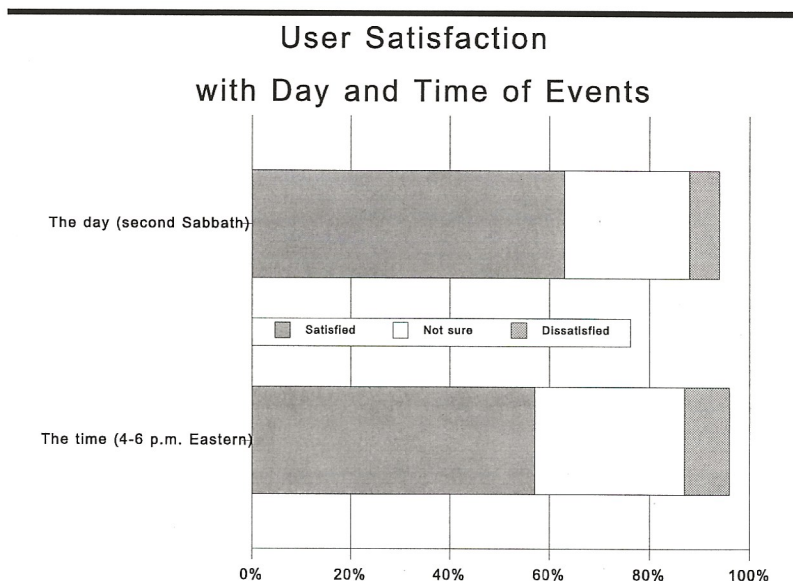 User Satisfaction
with Day and Time of Events
The day (second Sabbath)
Satisfied Not sure Dissatisfied
The time (4-6 p.m. Eastern)
0% 20% 40% 60% 80% 100%